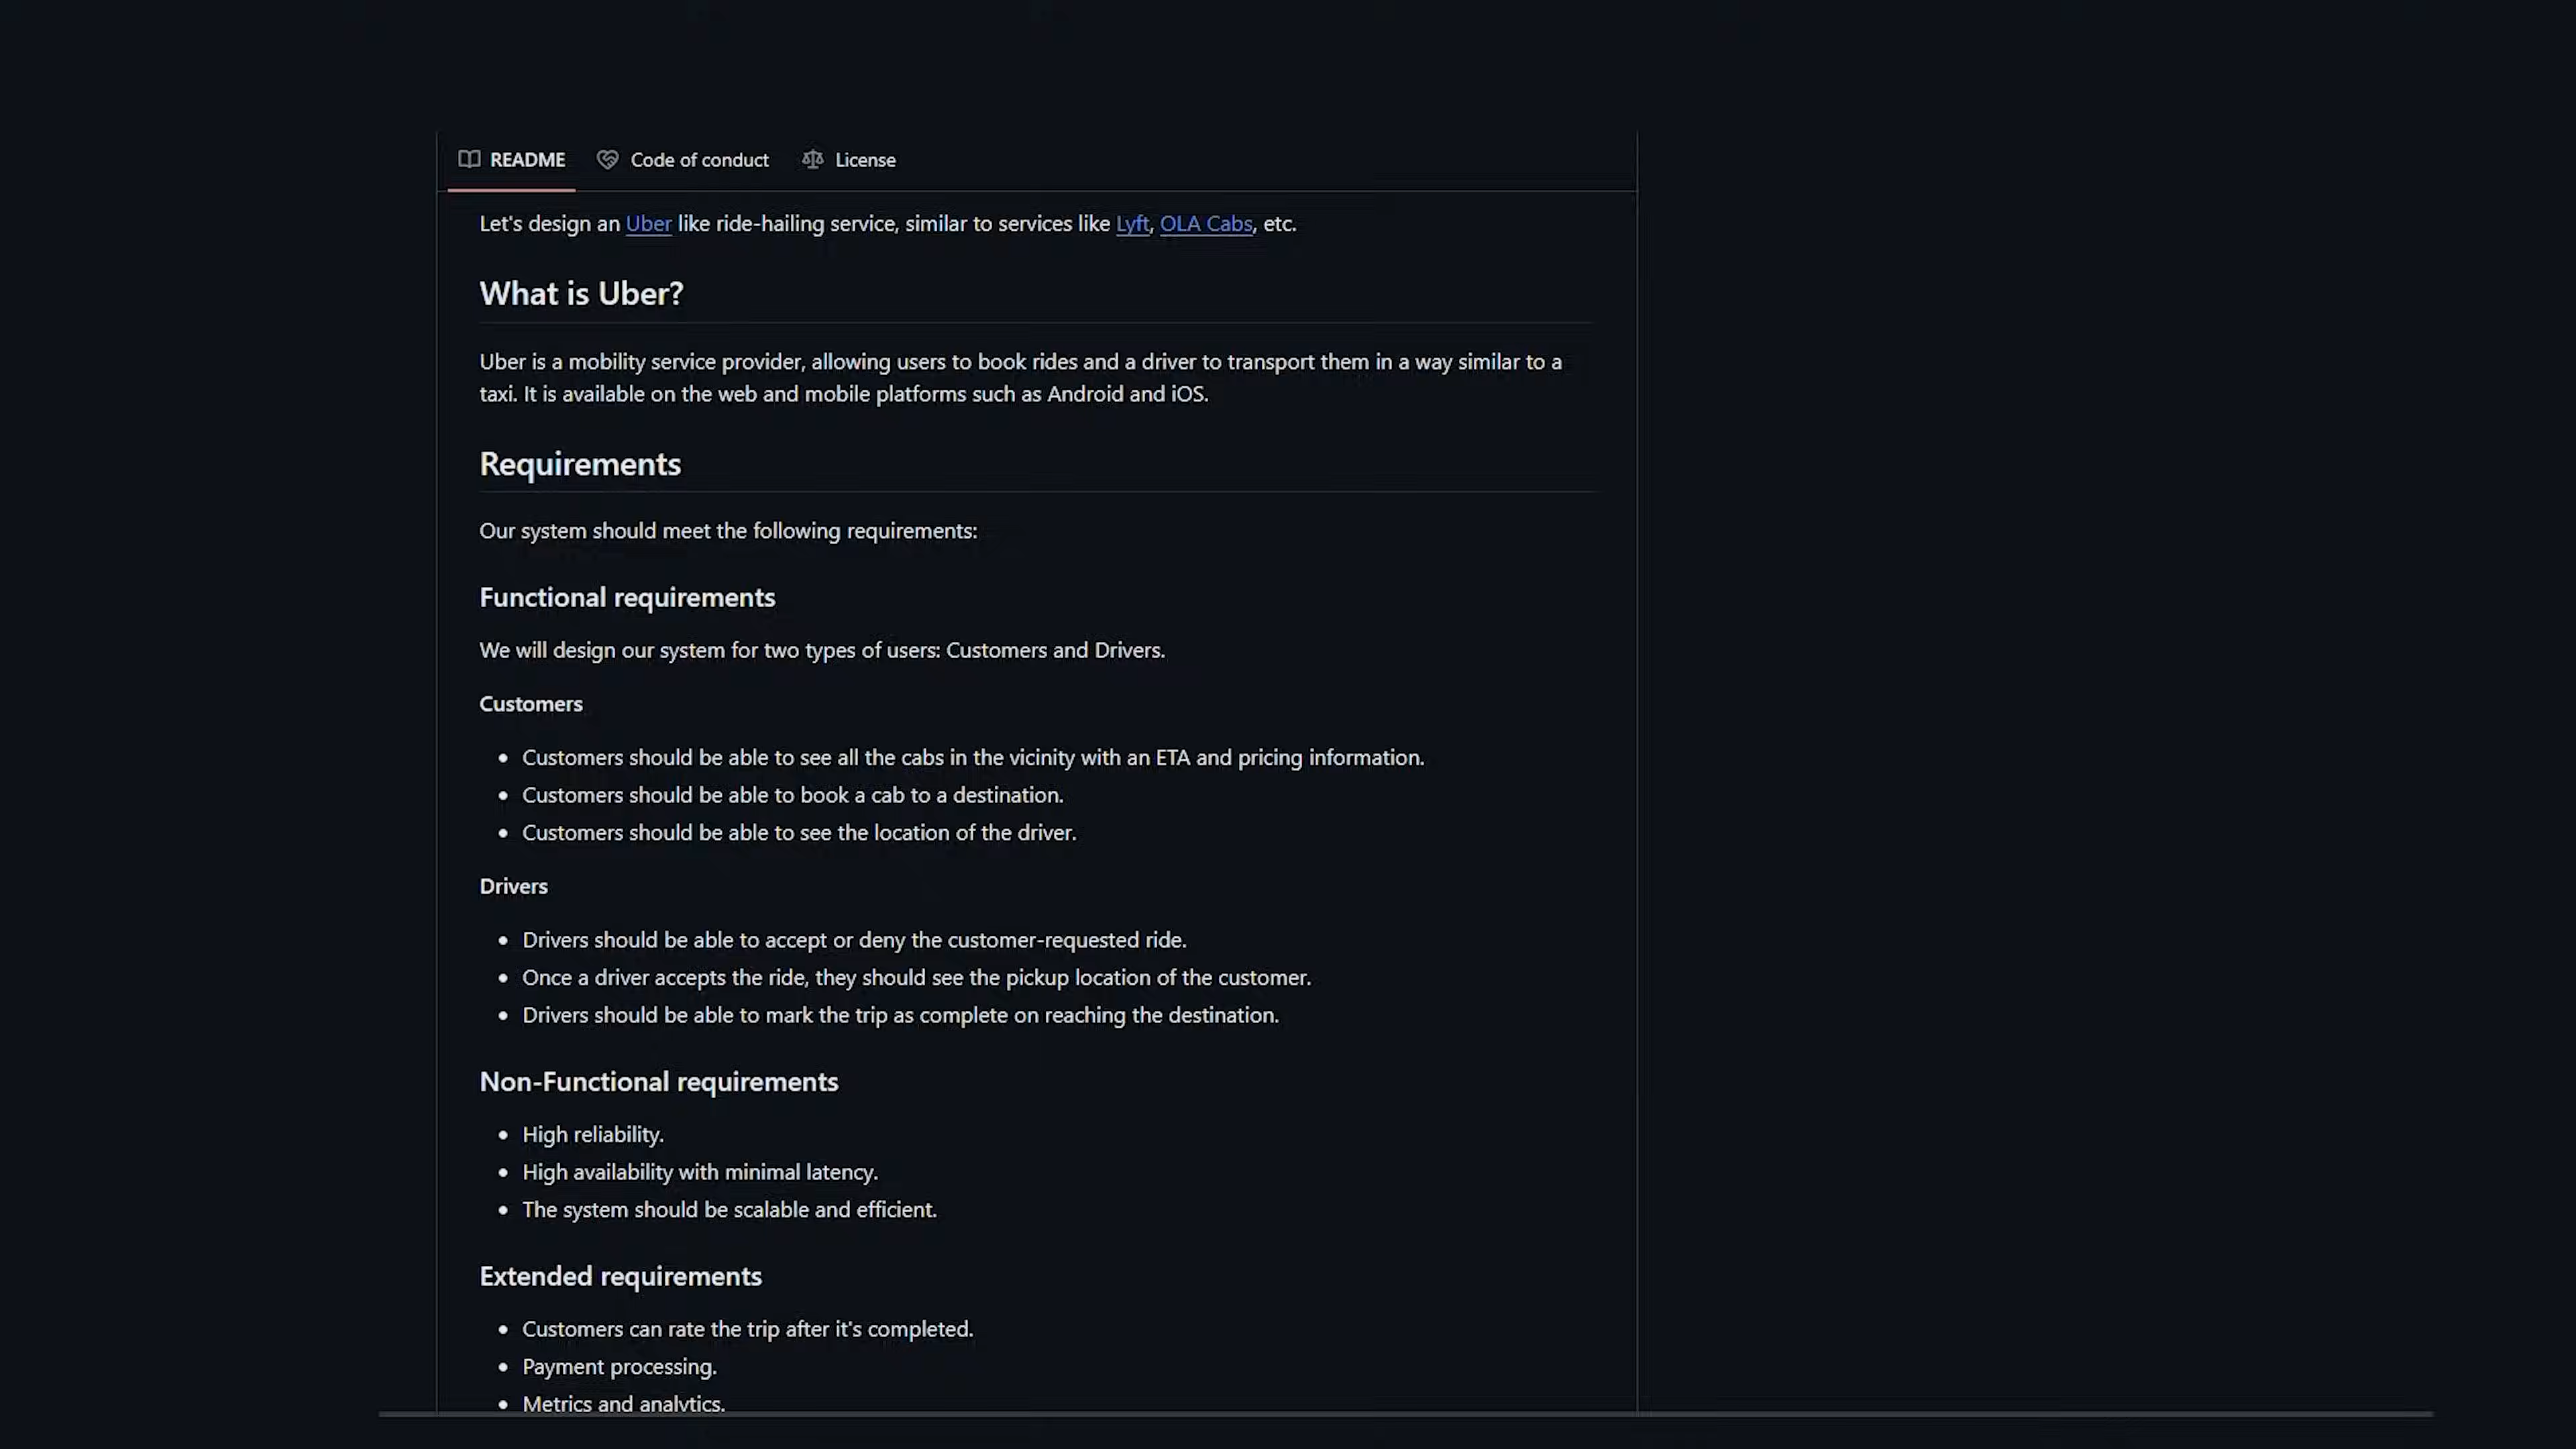 README Code of conduct License
Let's design an Uber like ride-hailing service, similar to services like Lyft, OLA Cabs, etc.
What is Uber?
Uber is a mobility service provider, allowing users to book rides and a driver to transport them in a way similar to a
taxi. It is available on the web and mobile platforms such as Android and iOS.
Requirements
Our system should meet the following requirements:
Functional requirements
We will design our system for two types of users: Customers and Drivers.
Customers
• Customers should be able to see all the cabs in the vicinity with an ETA and pricing information.
• Customers should be able to book a cab to a destination.
• Customers should be able to see the location of the driver.
Drivers
• Drivers should be able to accept or deny the customer-requested ride.
• Once a driver accepts the ride, they should see the pickup location of the customer.
• Drivers should be able to mark the trip as complete on reaching the destination.
Non-Functional requirements
• High reliability.
• High availability with minimal latency.
• The system should be scalable and efficient.
Extended requirements
• Customers can rate the trip after it's completed.
• Payment processing.
• Metrics and analytics.